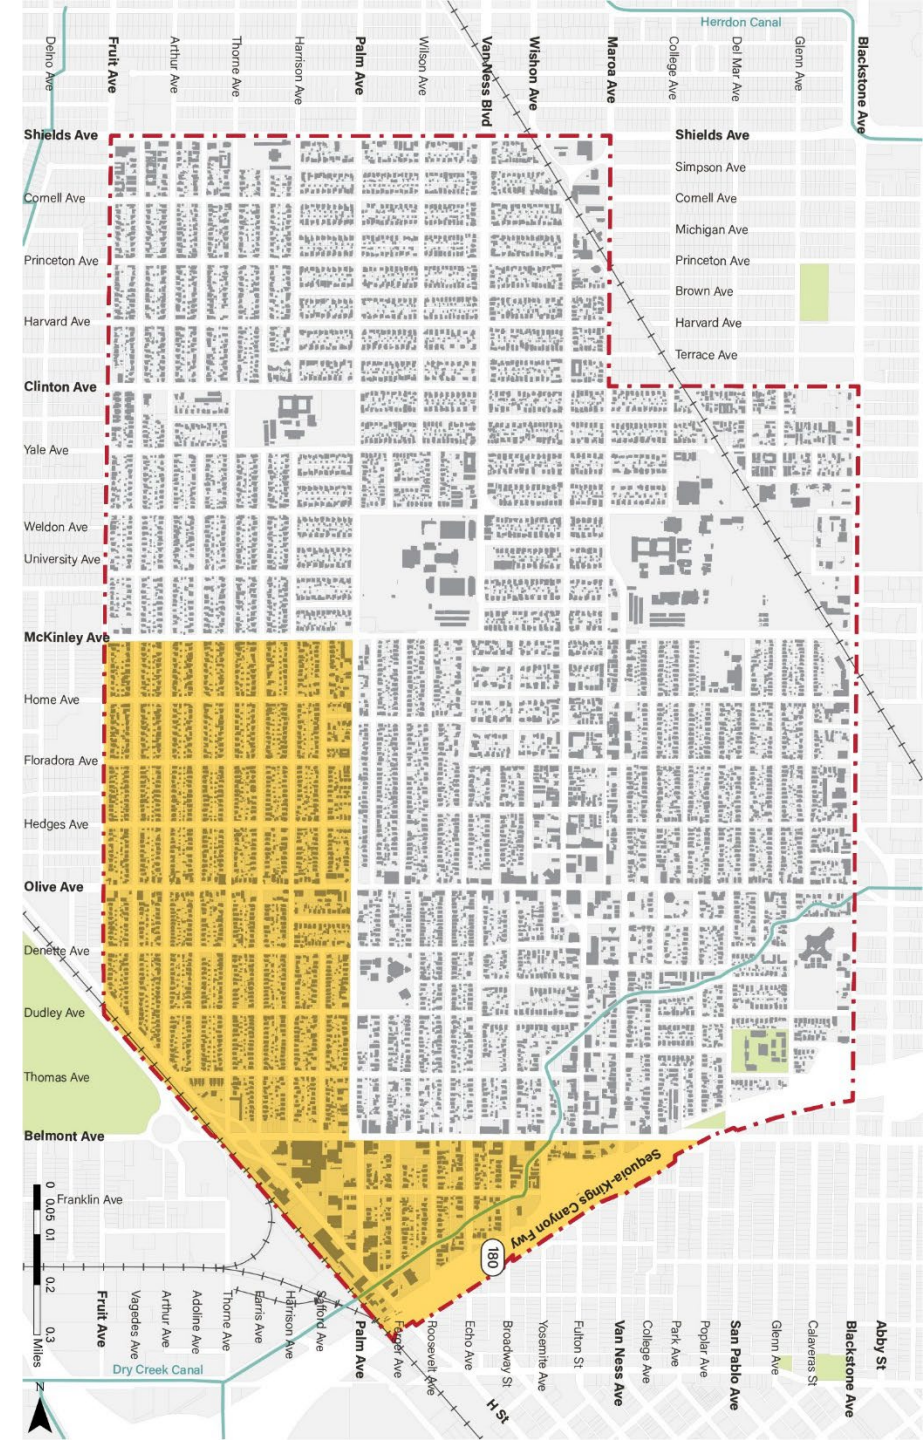 Herrdon Canal
Delno Ave
Fruit Ave
Arthur Ave
Thorne Ave
Harrison Ave
Palm Ave
Wilson Ave
Van Ness Blvd
Wishon Ave
Maroa Ave
College Ave
Del Mar Ave
Glenn Ave
Blackstone Ave
Shields Ave
Shields Ave
Simpson Ave
Cornell Ave
Cornell Ave
Michigan Ave
Princeton Ave
Princeton Ave
Brown Ave
Harvard Ave
Harvard Ave
Terrace Ave
Clinton Ave
Yale Ave
Weldon Ave
University Ave
McKinley Ave
Home Ave
Floradora Ave
Hedges Ave
Olive Ave
Dennett Ave
Dudley Ave
Thomas Ave
Belmont Ave
Sequoia-Kings Canyon Fwy
180
Franklin Ave
0
0.05
0.1
0.2
0.3
Miles
Fruit Ave
Vagedes Ave
Arthur Ave
Adoline Ave
Thorne Ave
Farris Ave
Harrison Ave
Safford Ave
Palm Ave
Ferger Ave
Roosevelt Ave
Echo Ave
Broadway St
Yosemite Ave
Fulton St
Van Ness Ave
College Ave
Park Ave
Poplar Ave
San Pablo Ave
Glenn Ave
Calaveras St
Blackstone Ave
Abby St
Dry Creek Canal
H St
N